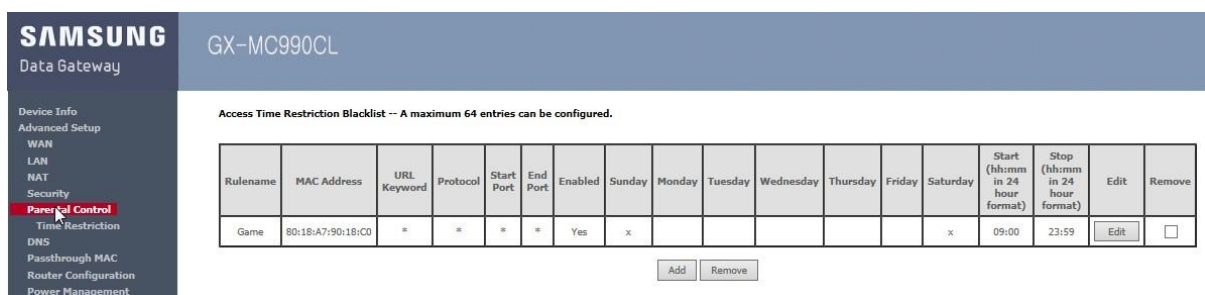 SAMSUNG
Data Gateway
GX-MC990CL
Device Info
Advanced Setup
WAN
LAN
NAT
Security
Parental Control
Time Restriction
DNS
Passthrough MAC
Router Configuration
Power Management
Access Time Restriction Blacklist -- A maximum 64 entries can be configured.
Rulename MAC Address URL Keyword Protocol Start Port End Port Enabled Sunday Monday Tuesday Wednesday Thursday Friday Saturday Start (hh:mm in 24 hour format) Stop (hh:mm in 24 hour format) Edit Remove
Game 80:18:A7:90:18:C0 * * * * Yes x x 09:00 23:59 Edit
Add Remove